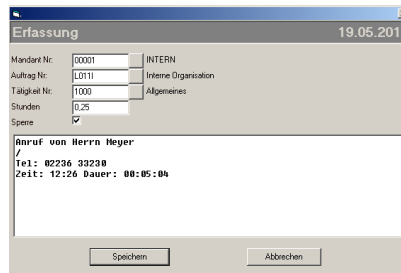 Erfassung 19.05.201
Mandant Nr: 00001 INTERN
Auftrag Nr: L011I Interne Organisation
Tätigkeit Nr: 1000 Allgemeines
Stunden 0,25
Sperre
Anruf von Herrn Meyer
/
Tel: 02236 33230
Zeit: 12:26 Dauer: 00:05:04
Speichern Abbrechen